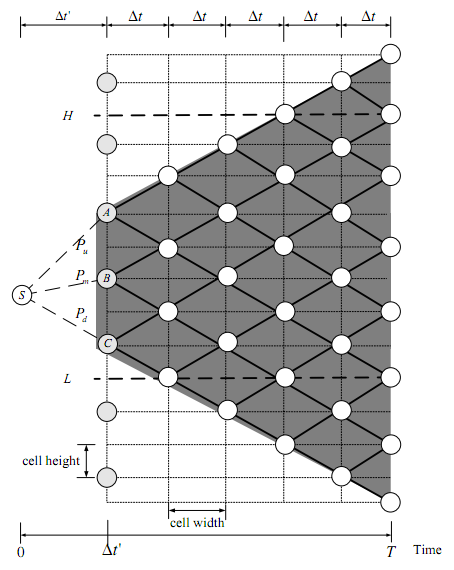 Δt' Δt Δt Δt Δt Δt
H
A
P_u
P_m B
S
P_d
C
L
cell height
cell width
0 Δt' T Time